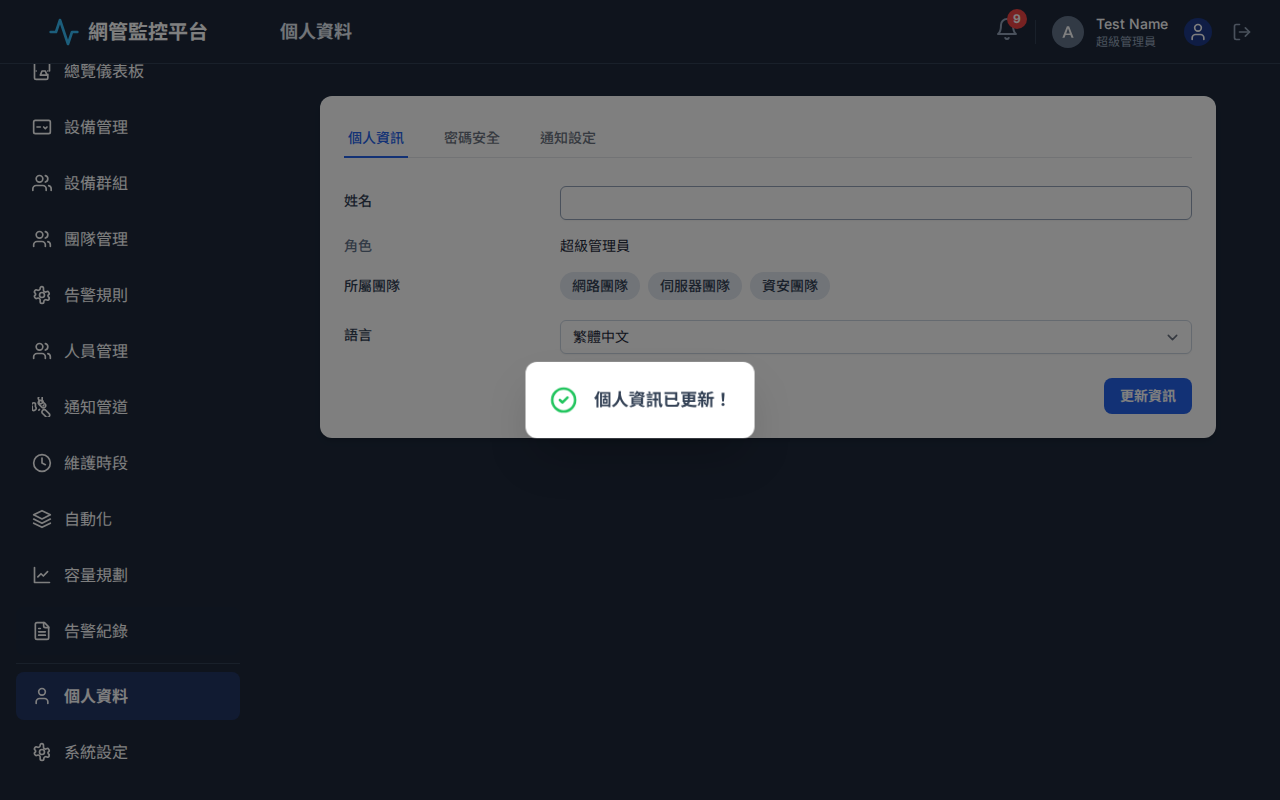 網管監控平台
個人資料
9
A
Test Name
超級管理員
總覽儀表板
設備管理
設備群組
團隊管理
告警規則
人員管理
通知管道
維護時段
自動化
容量規劃
告警紀錄
個人資料
系統設定
個人資訊
密碼安全
通知設定
姓名
角色
超級管理員
所屬團隊
網路團隊
伺服器團隊
資安團隊
語言
繁體中文
個人資訊已更新！
更新資訊